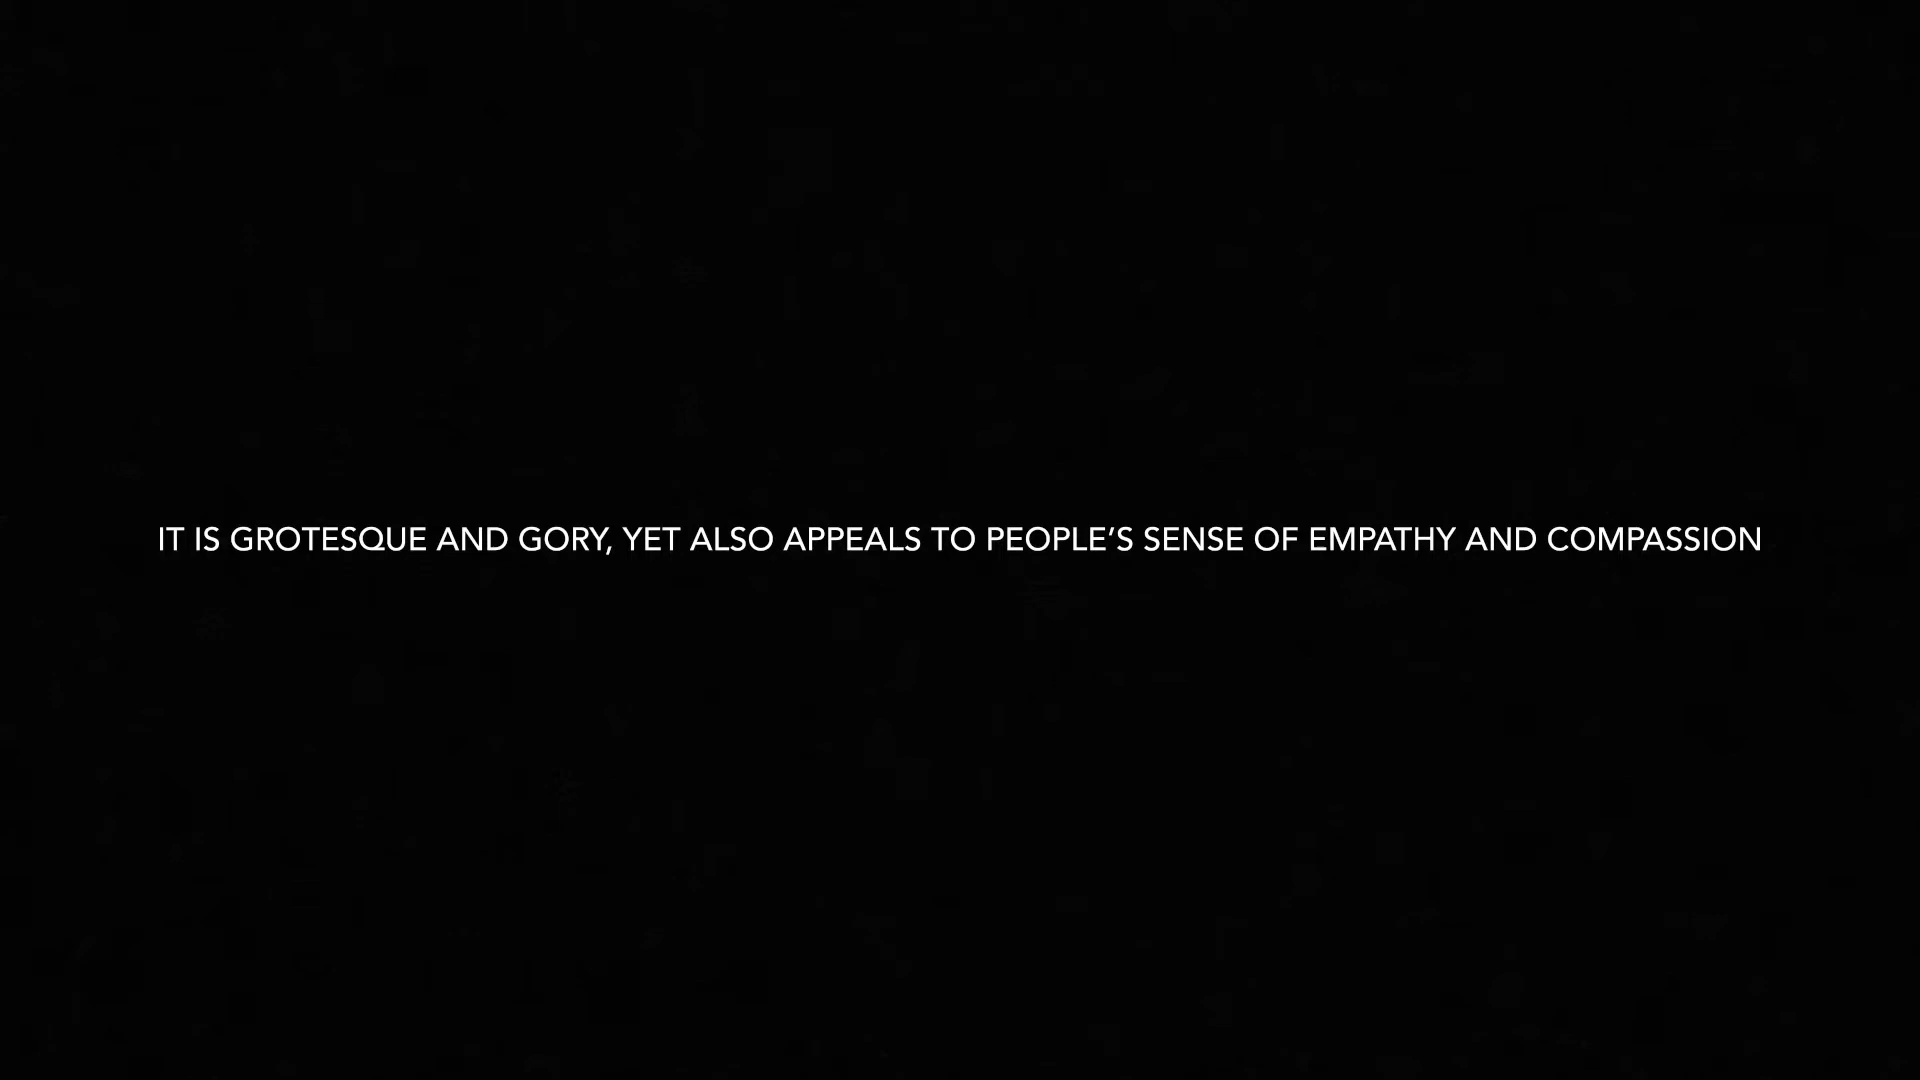 IT IS GROTESQUE AND GORY, YET ALSO APPEALS TO PEOPLE’S SENSE OF EMPATHY AND COMPASSION